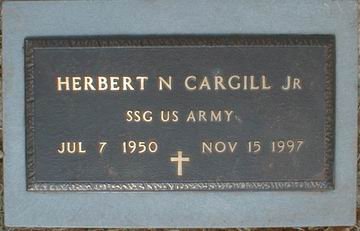 HERBERT N CARGILL JR
SSG US ARMY
JUL 7 1950 NOV 15 1997